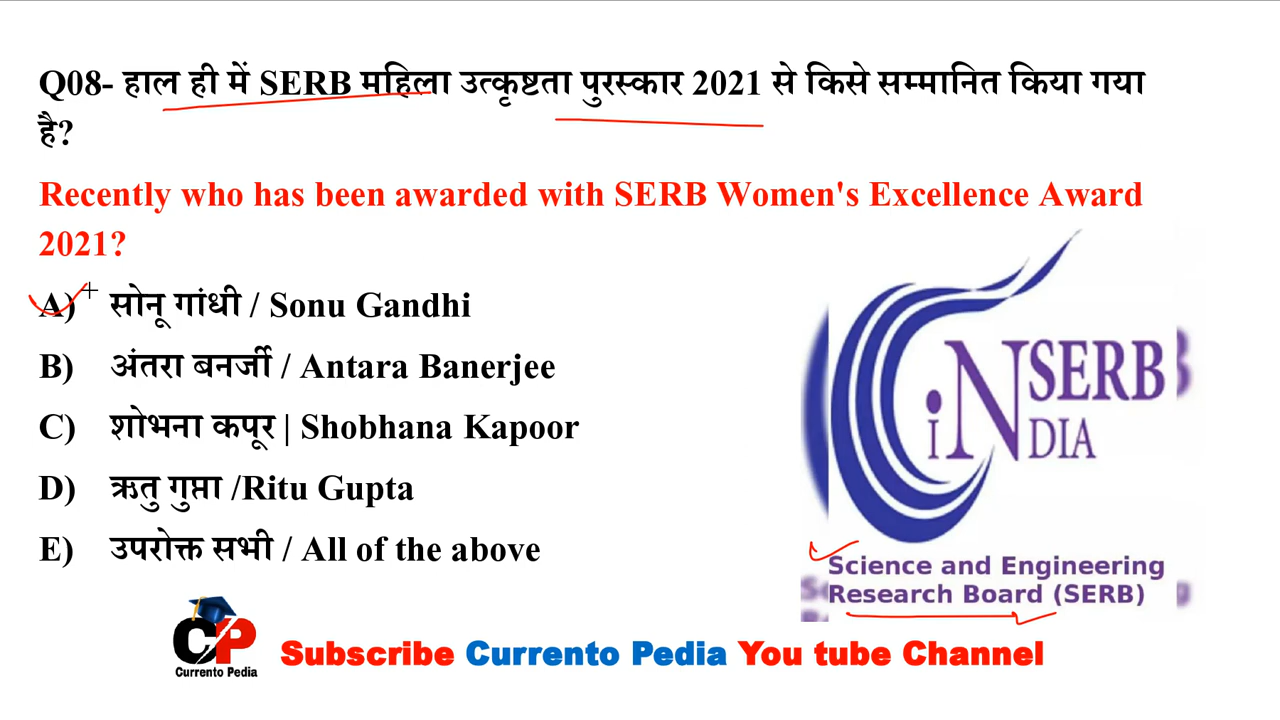 Q08- हाल ही में SERB महिला उत्कृष्टता पुरस्कार 2021 से किसे सम्मानित किया गया
है?
Recently who has been awarded with SERB Women's Excellence Award
2021?
A) सोनू गांधी / Sonu Gandhi
B) अंतरा बनर्जी / Antara Banerjee
C) शोभना कपूर | Shobhana Kapoor
D) ऋतु गुप्ता /Ritu Gupta
E) उपरोक्त सभी / All of the above
iNSERB
NDIA
Science and Engineering
Research Board (SERB)
CP
Currento Pedia
Subscribe Currento Pedia You tube Channel